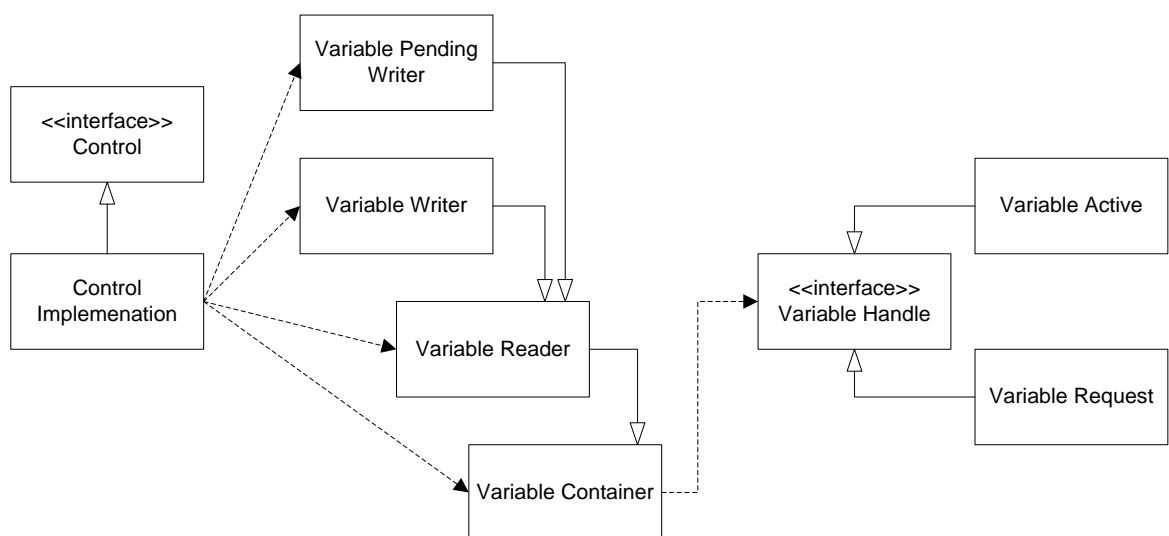 Variable Pending
Writer
<<interface>>
Control
Variable Writer
Variable Active
Control
Implemenation
<<interface>>
Variable Handle
Variable Reader
Variable Request
Variable Container